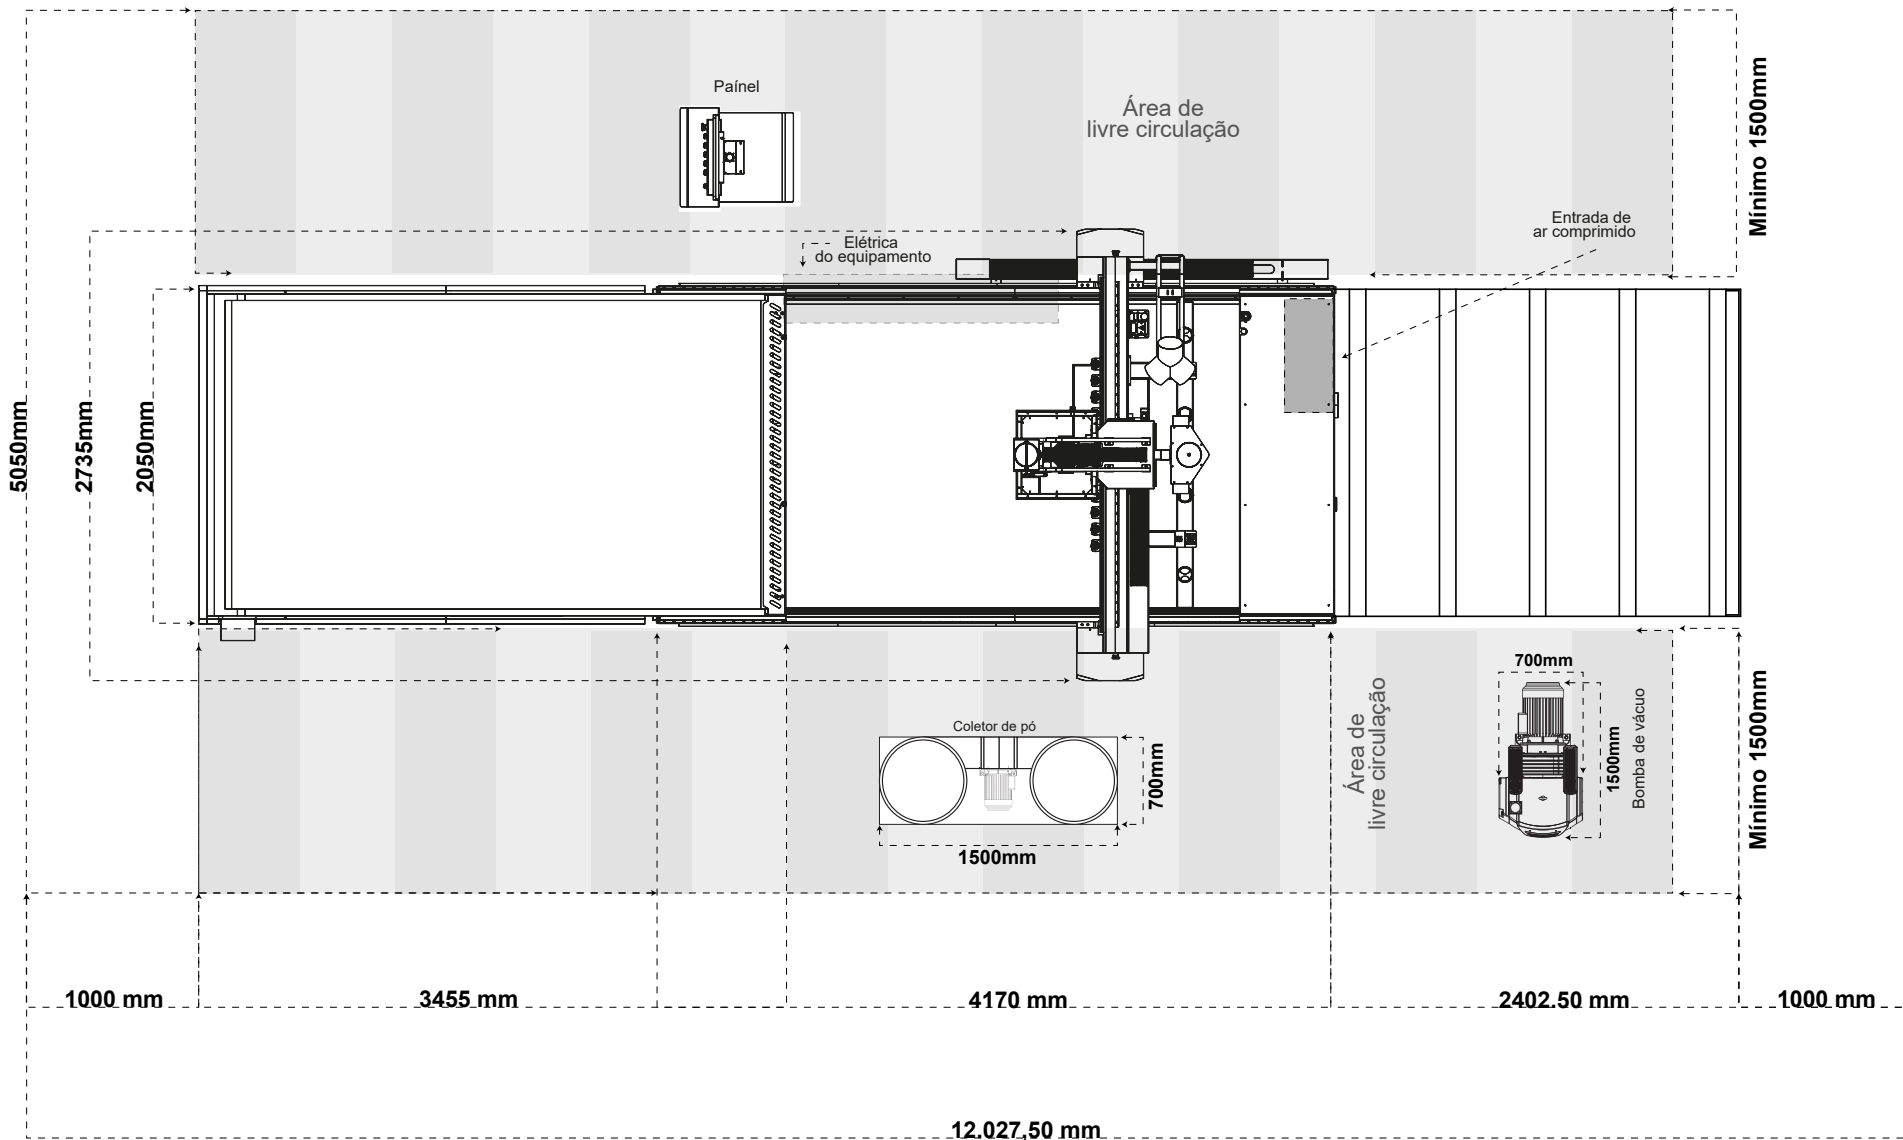 Paínel
Área de
livre circulação
Mínimo 1500mm
Entrada de
ar comprimido
Elétrica
do equipamento
5050mm
2735mm
2050mm
700mm
Coletor de pó
Área de
livre circulação
1500mm
Bomba de vácuo
700mm
Mínimo 1500mm
1500mm
1000 mm
3455 mm
4170 mm
2402.50 mm
1000 mm
12.027,50 mm